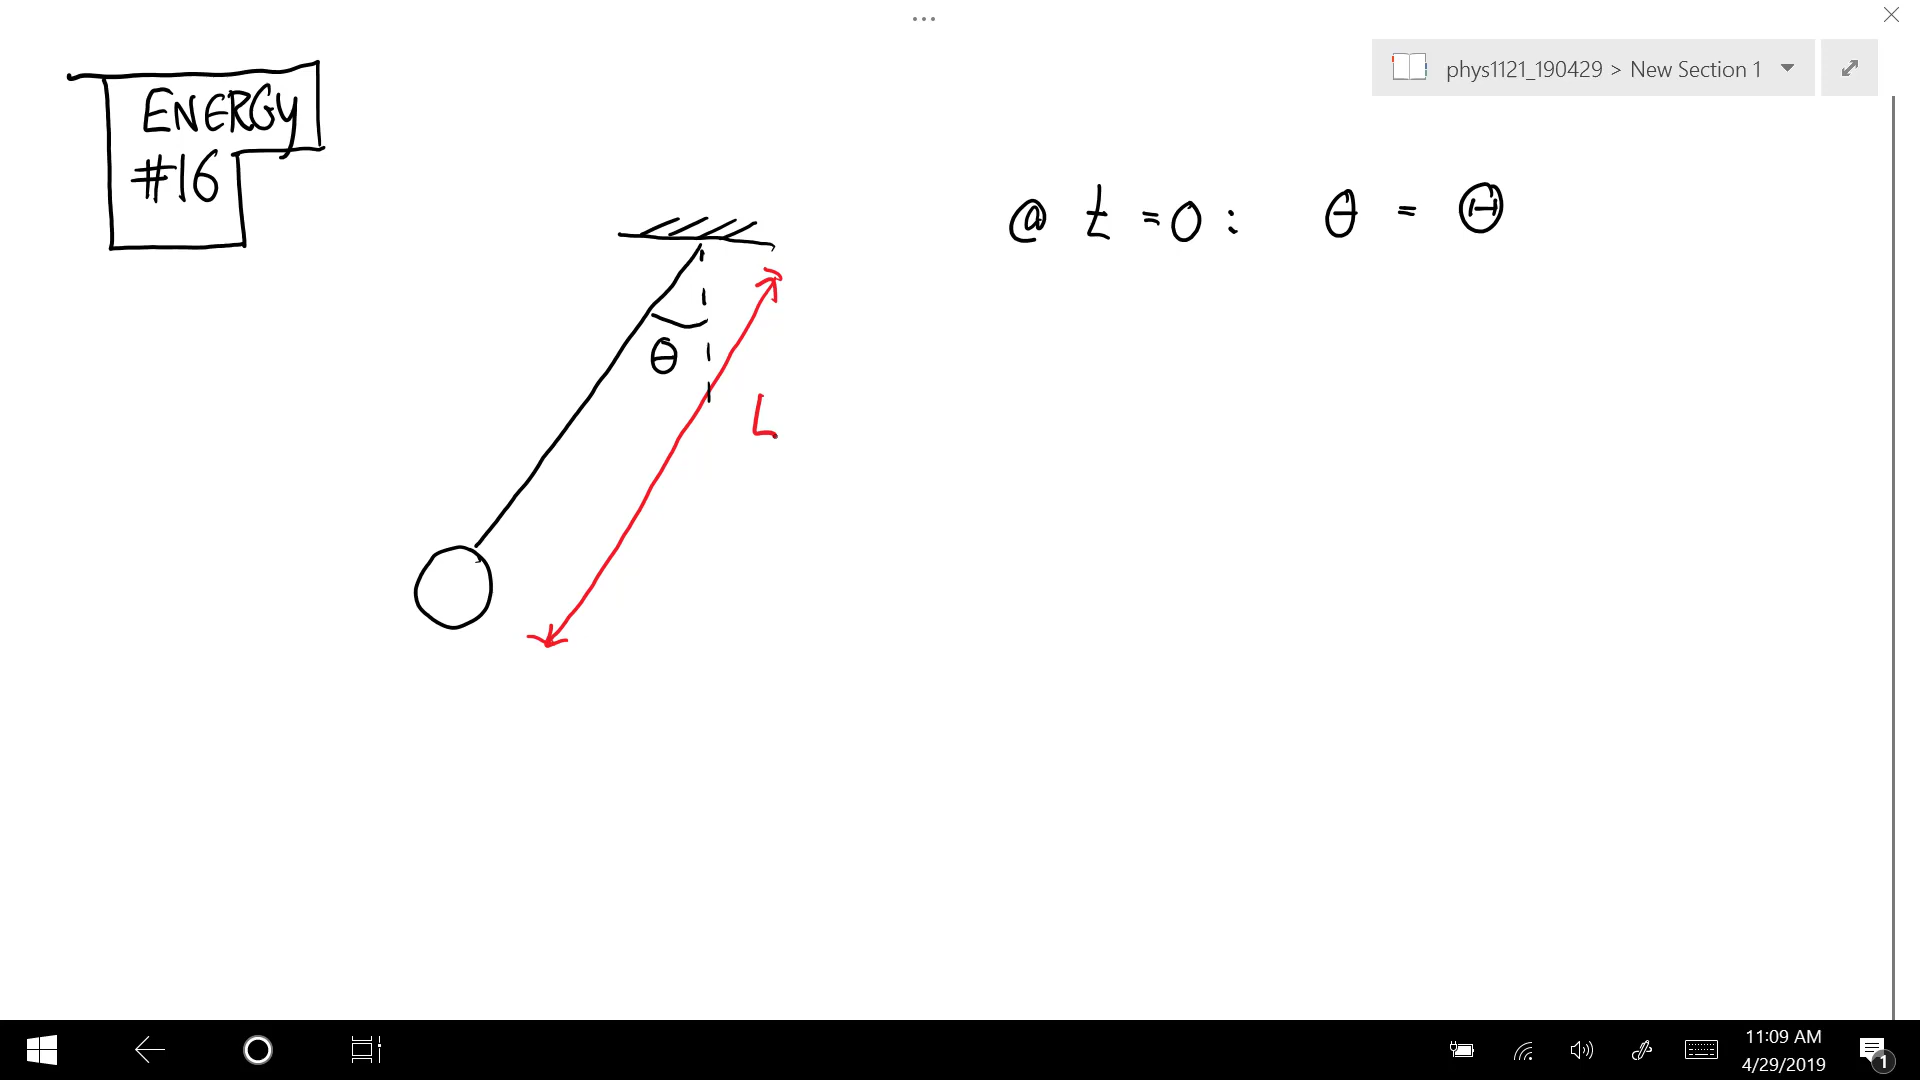 phys1121_190429 > New Section 1
ENERGY
#16
@ t = 0 : θ = Θ
θ
L
11:09 AM
4/29/2019
1